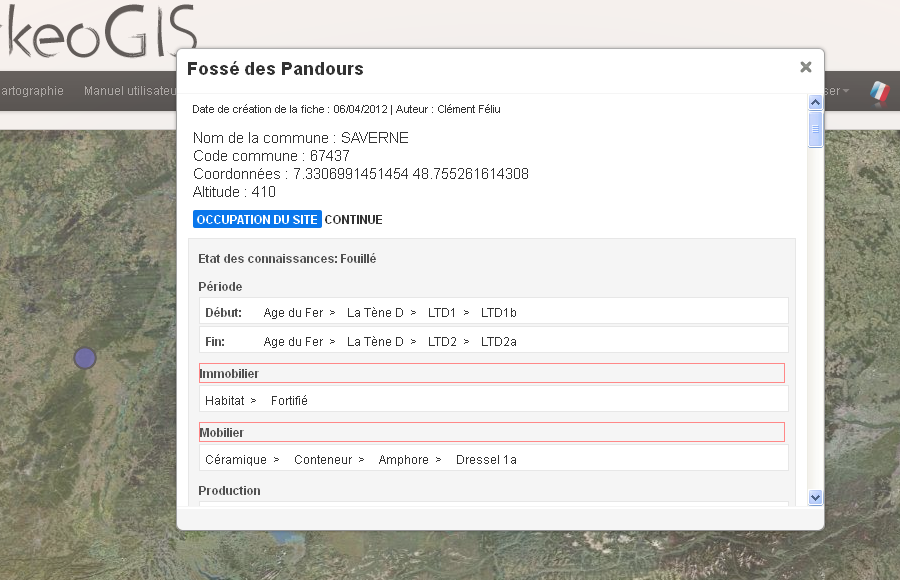 keoGIS
artographie
Manuel utilisateu
ser
Fossé des Pandours
Date de création de la fiche : 06/04/2012 | Auteur : Clément Féliu
Nom de la commune : SAVERNE
Code commune : 67437
Coordonnées : 7.3306991451454 48.755261614308
Altitude : 410
OCCUPATION DU SITE CONTINUE
Etat des connaissances: Fouillé
Période
Début: Age du Fer > La Tène D > LTD1 > LTD1b
Fin: Age du Fer > La Tène D > LTD2 > LTD2a
Immobilier
Habitat > Fortifié
Mobilier
Céramique > Conteneur > Amphore > Dressel 1a
Production